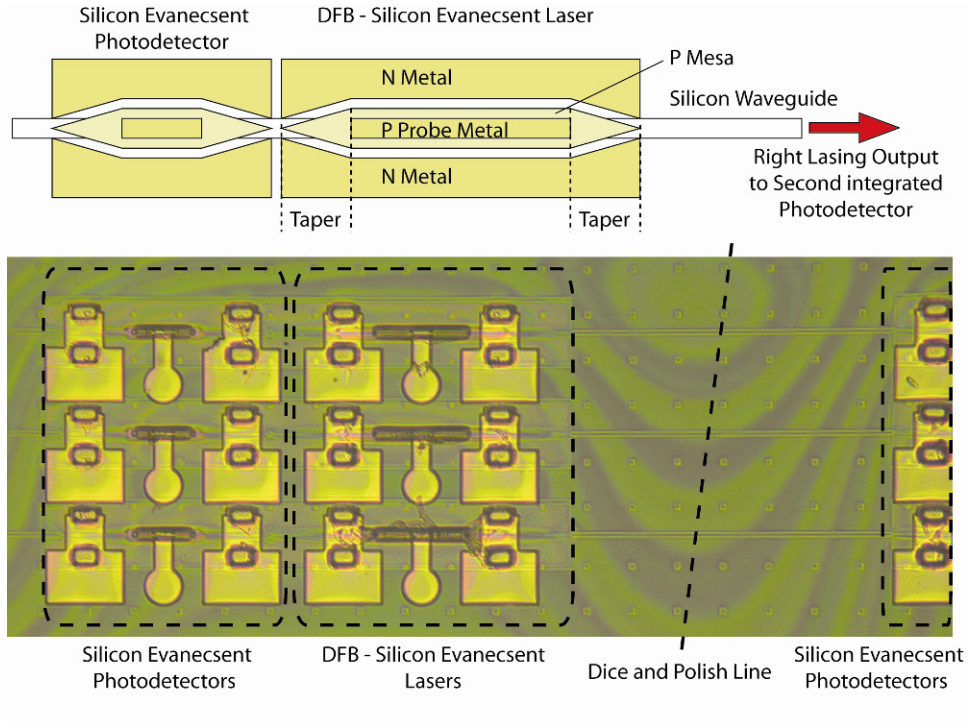 Silicon Evanecsent
Photodetector
DFB - Silicon Evanecsent Laser
N Metal
P Mesa
Silicon Waveguide
P Probe Metal
N Metal
Right Lasing Output
to Second integrated
Photodetector
Taper
Taper
Silicon Evanecsent
Photodetectors
DFB - Silicon Evanecsent
Lasers
Dice and Polish Line
Silicon Evanecsent
Photodetectors